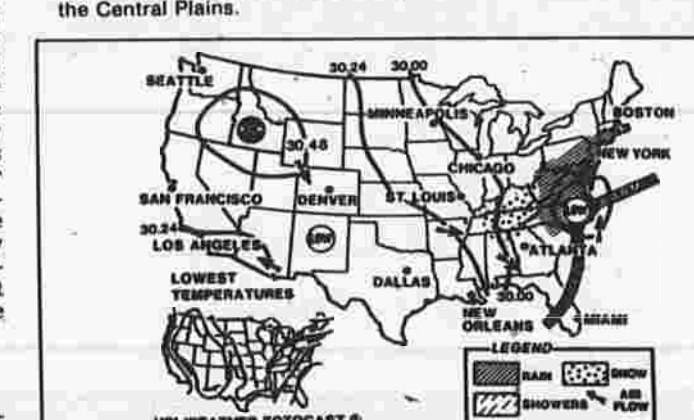 the Central Plains.
30.24
30.00
SEATTLE
MINNEAPOLIS
BOSTON
30.48
NEW YORK
CHICAGO
SAN FRANCISCO
DENVER
ST. LOUIS
LOW
30.24
LOS ANGELES
LOW
ATLANTA
LOWEST
TEMPERATURES
DALLAS
30.00
NEW
ORLEANS
MIAMI
LEGEND
RAIN
SNOW
SHOWERS
AIR
FLOW